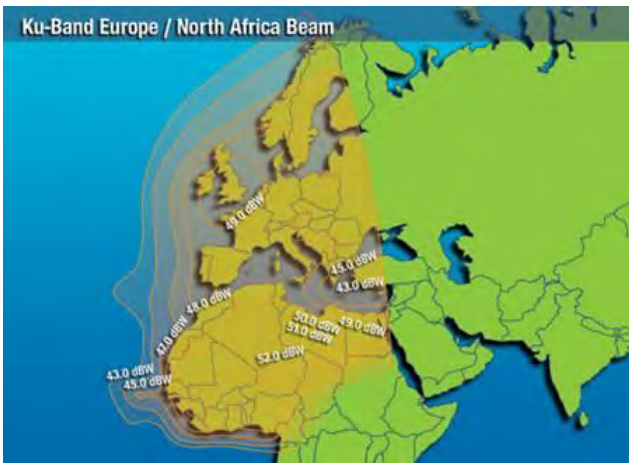 Ku-Band Europe / North Africa Beam
49.0 dBW
45.0 dBW
43.0 dBW
48.0 dBW
47.0 dBW
50.0 dBW
49.0 dBW
51.0 dBW
52.0 dBW
43.0 dBW
45.0 dBW